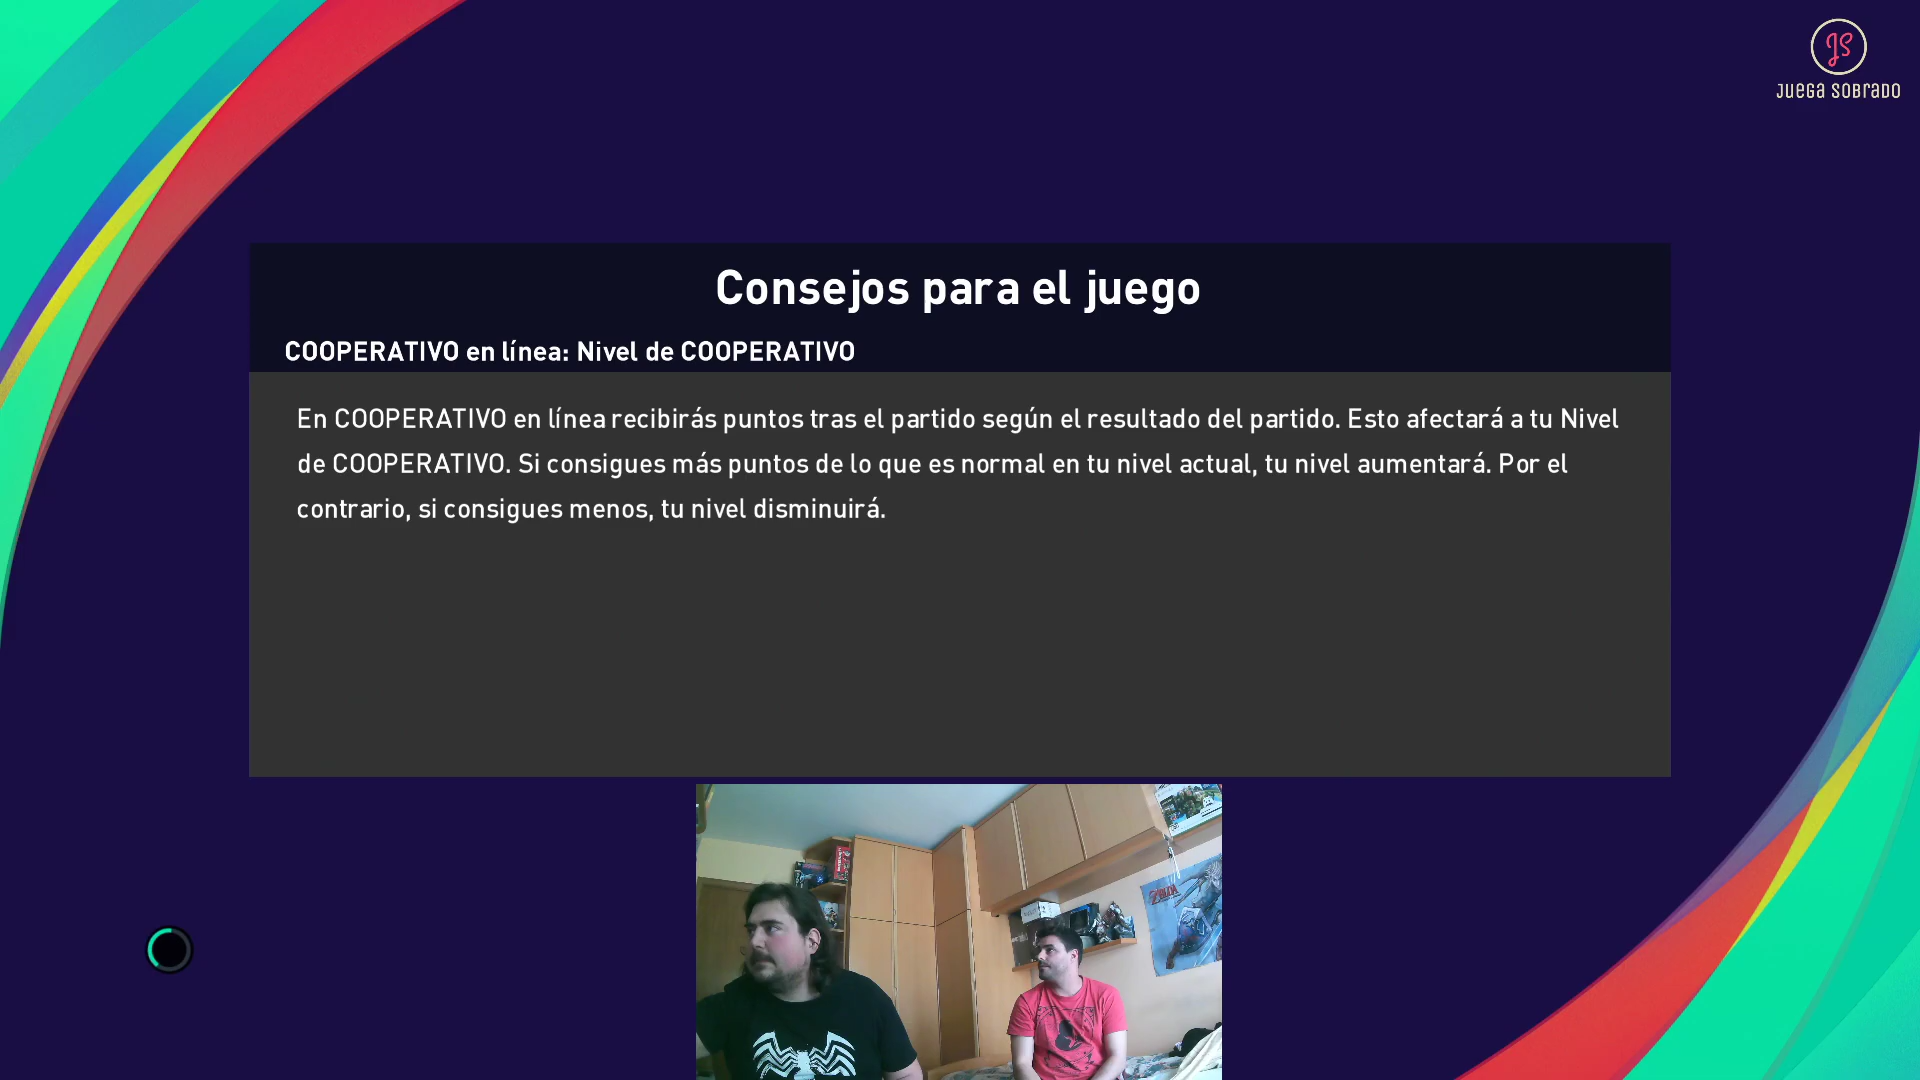 JS
Juega Sobrado
Consejos para el juego
COOPERATIVO en línea: Nivel de COOPERATIVO
En COOPERATIVO en línea recibirás puntos tras el partido según el resultado del partido. Esto afectará a tu Nivel
de COOPERATIVO. Si consigues más puntos de lo que es normal en tu nivel actual, tu nivel aumentará. Por el
contrario, si consigues menos, tu nivel disminuirá.
ZELDA